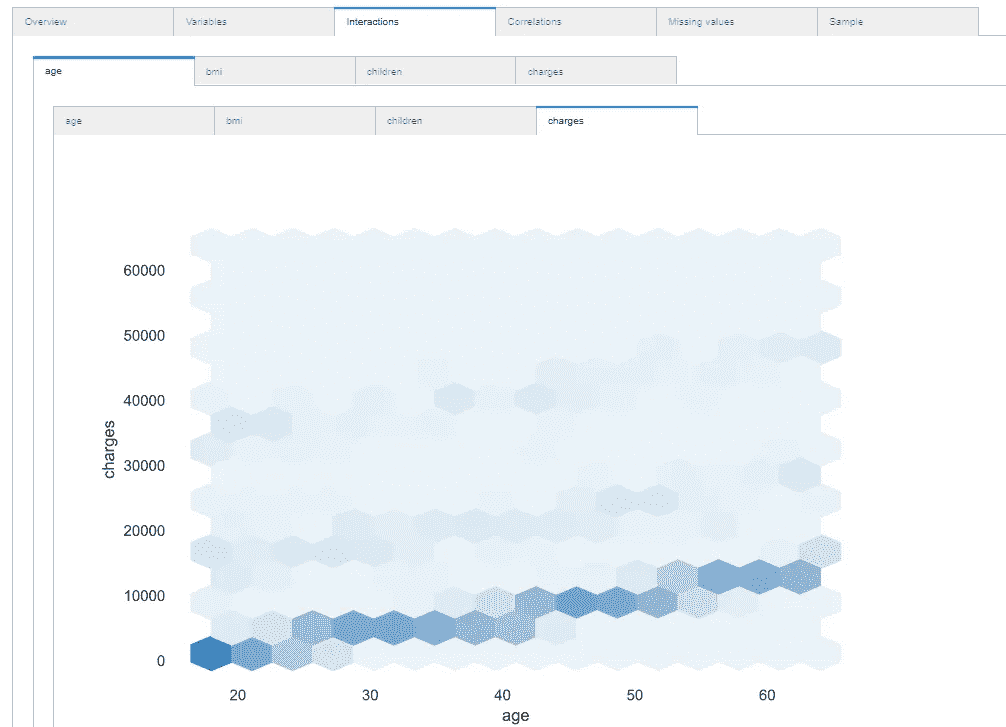 Overview Variables Interactions Correlations Missing values Sample
age bmi children charges
age bmi children charges
60000
50000
40000
30000
20000
10000
0
charges
20 30 40 50 60
age